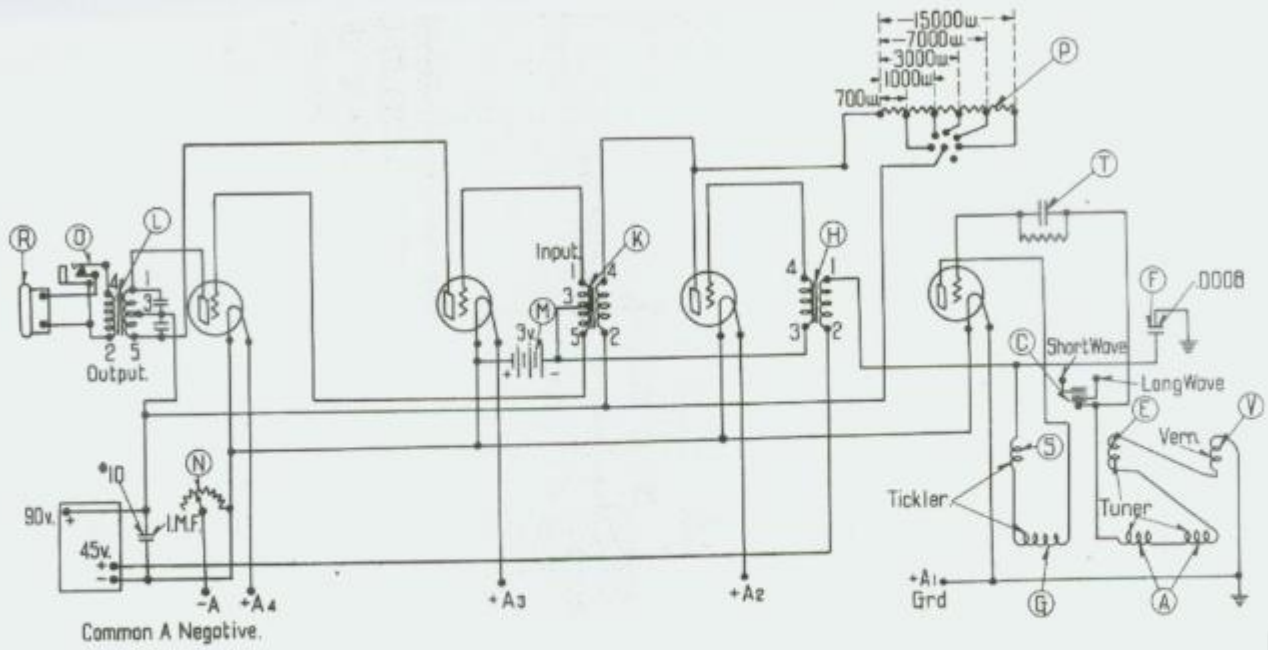 -15000ω-
-7000ω
3000ω
1000ω
700ω
P
T
R
O
L
4 1
3
2 5
Output.
Input.
K
1 4
3
5 2
M
3v.
+ -
H
4 1
3 2
F
.0008
C
Short Wave
Long Wave
E
V
Vern.
S
Tickler.
Tuner
G
A
*10
N
1.M.F.
90v.
+
45v.
+
-
-A
+A4
+A3
+A2
+A1
Grd
Common A Negative.